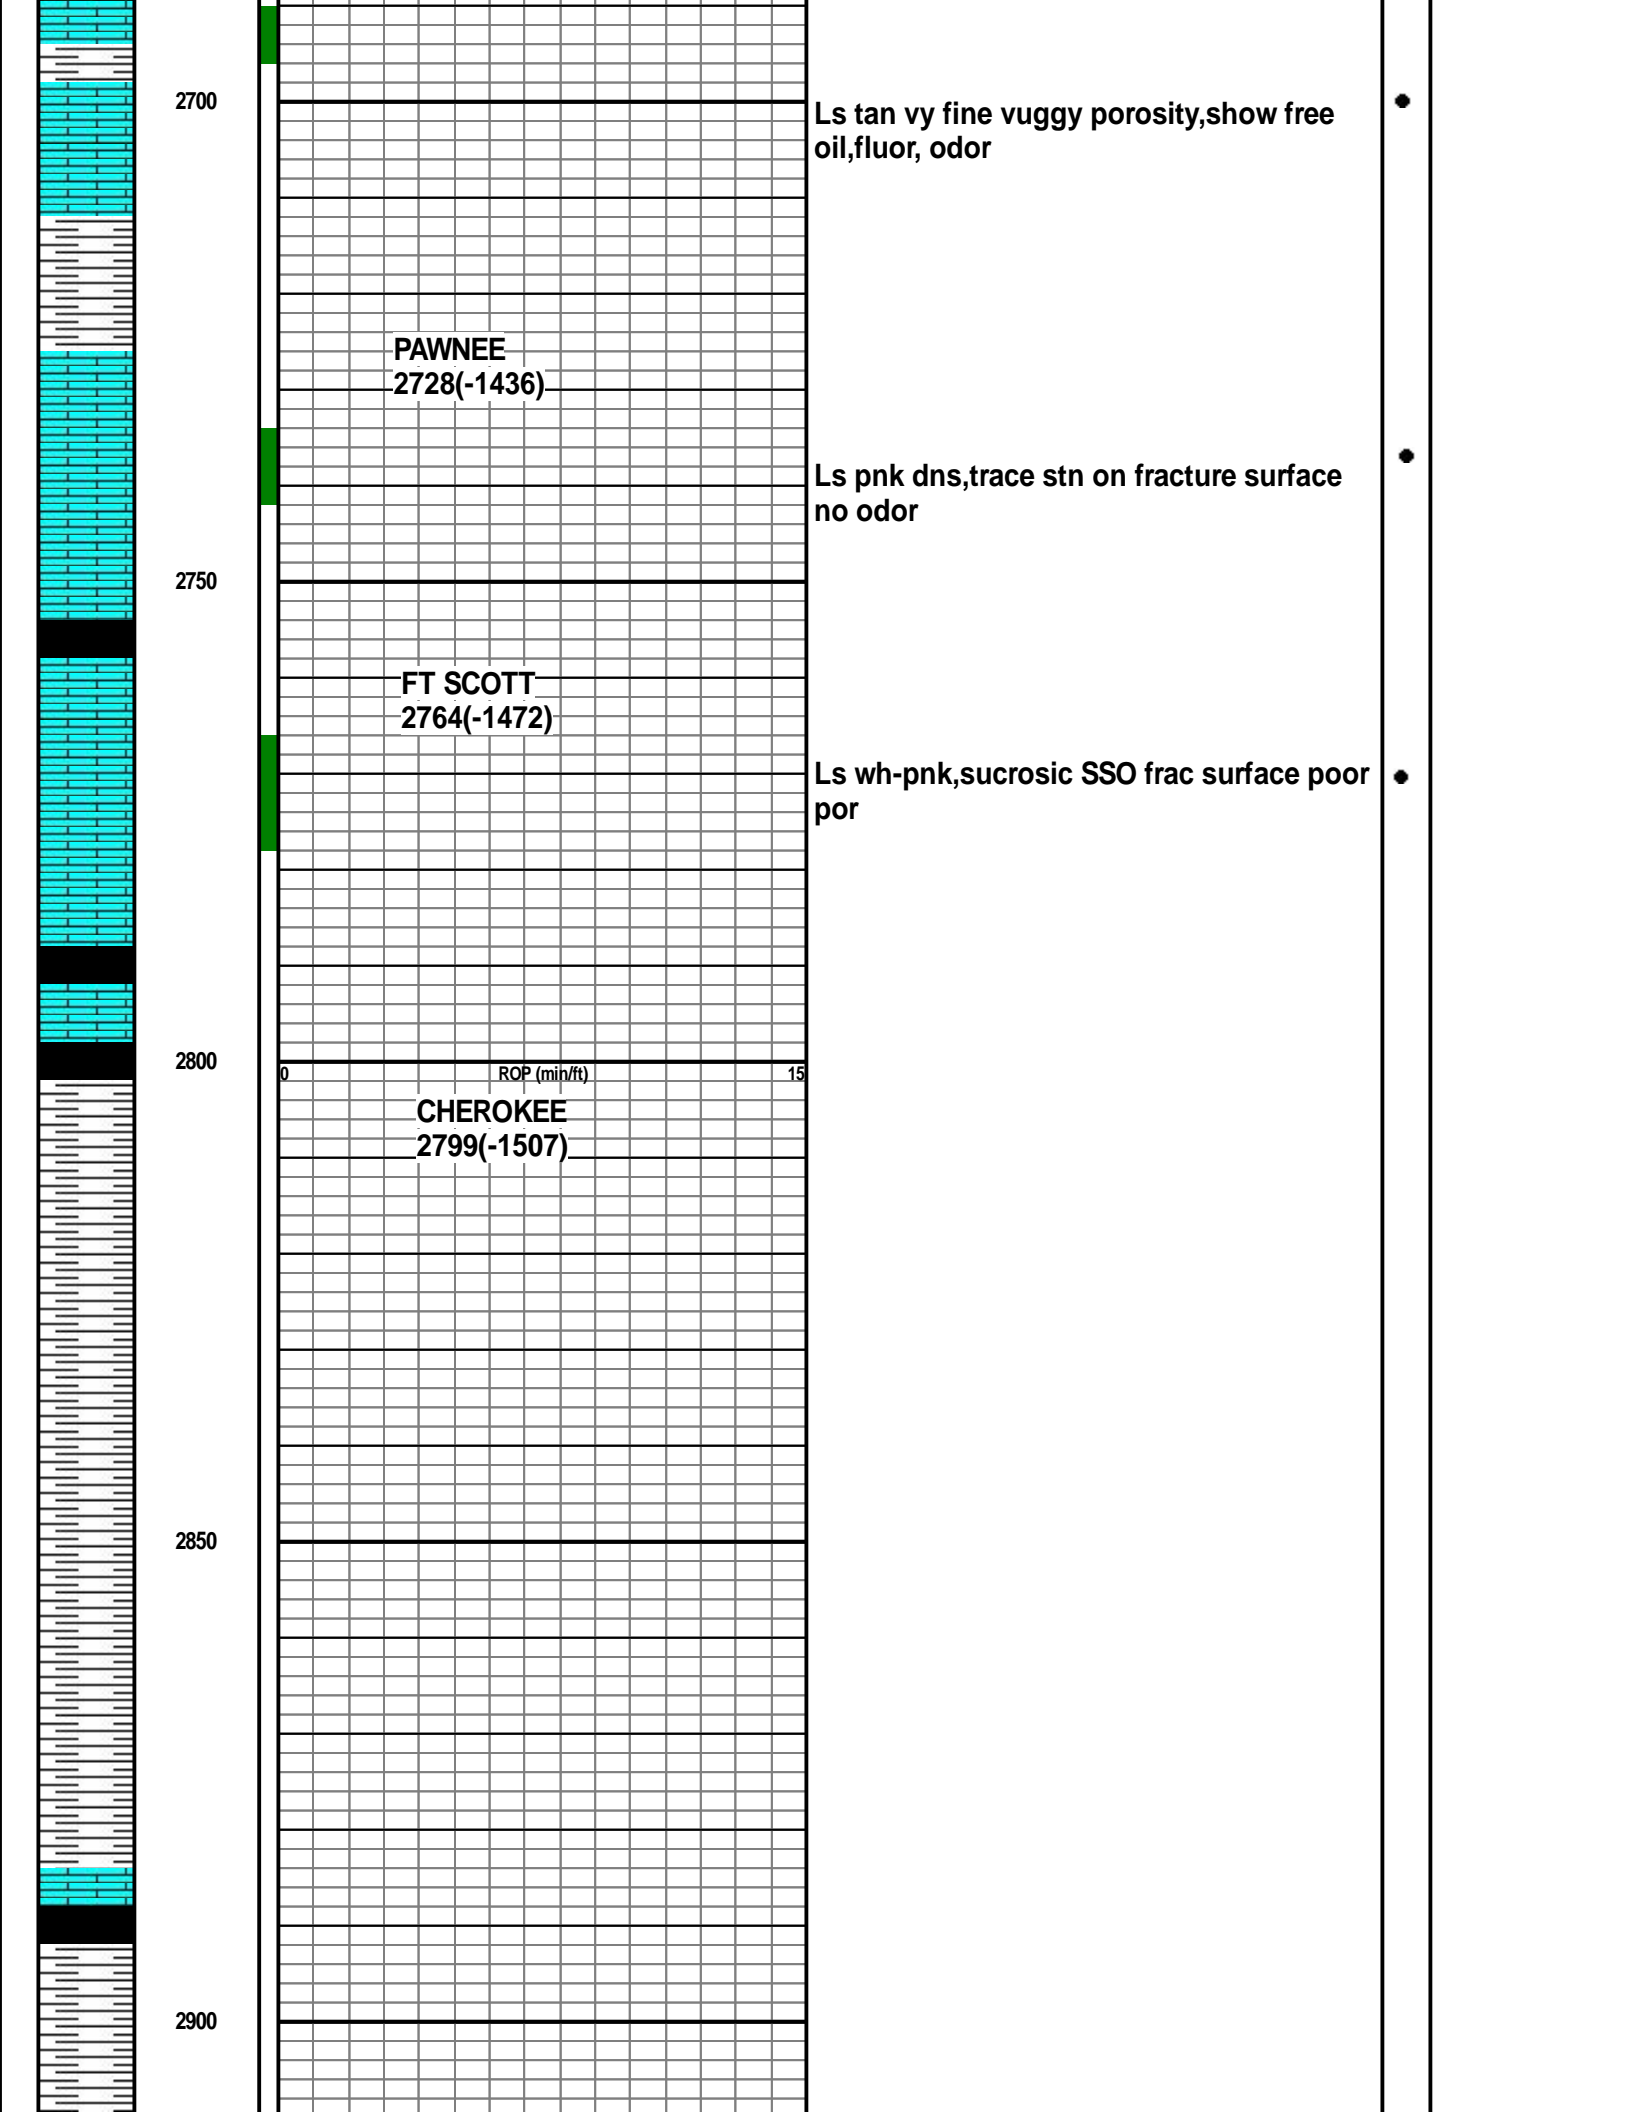 2700
Ls tan vy fine vuggy porosity,show free
oil,fluor, odor
PAWNEE
2728(-1436)
Ls pnk dns,trace stn on fracture surface
no odor
2750
FT SCOTT
2764(-1472)
Ls wh-pnk,sucrosic SSO frac surface poor
por
2800
0 ROP (min/ft) 15
CHEROKEE
2799(-1507)
2850
2900